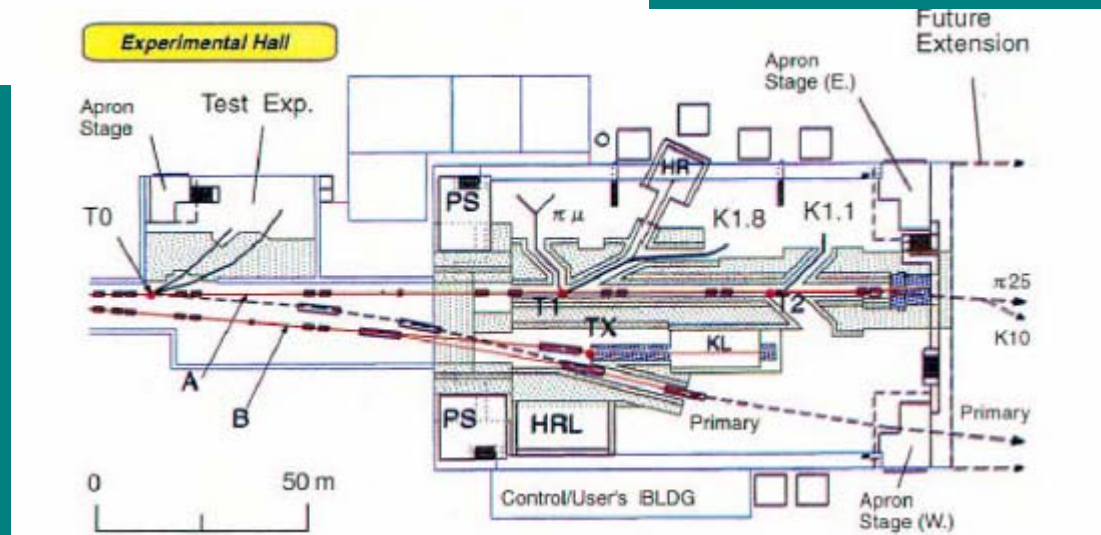 Future
Extension
Experimental Hall
Apron
Stage (E.)
Apron
Stage
Test Exp.
HR
PS
π μ
K1.8
K1.1
T0
π25
T1
T2
TX
K10
KL
A
B
PS
HRL
Primary
Primary
0
50 m
Control/User's BLDG
Apron
Stage (W.)